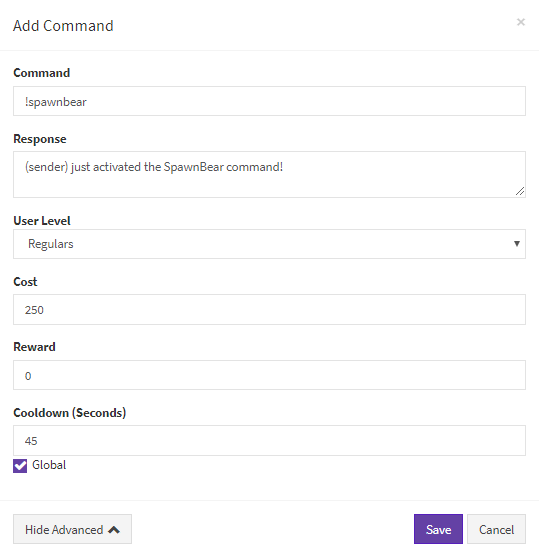 Add Command
×
Command
!spawnbear
Response
(sender) just activated the SpawnBear command!
User Level
Regulars
Cost
250
Reward
0
Cooldown (Seconds)
45
Global
Hide Advanced
Save
Cancel